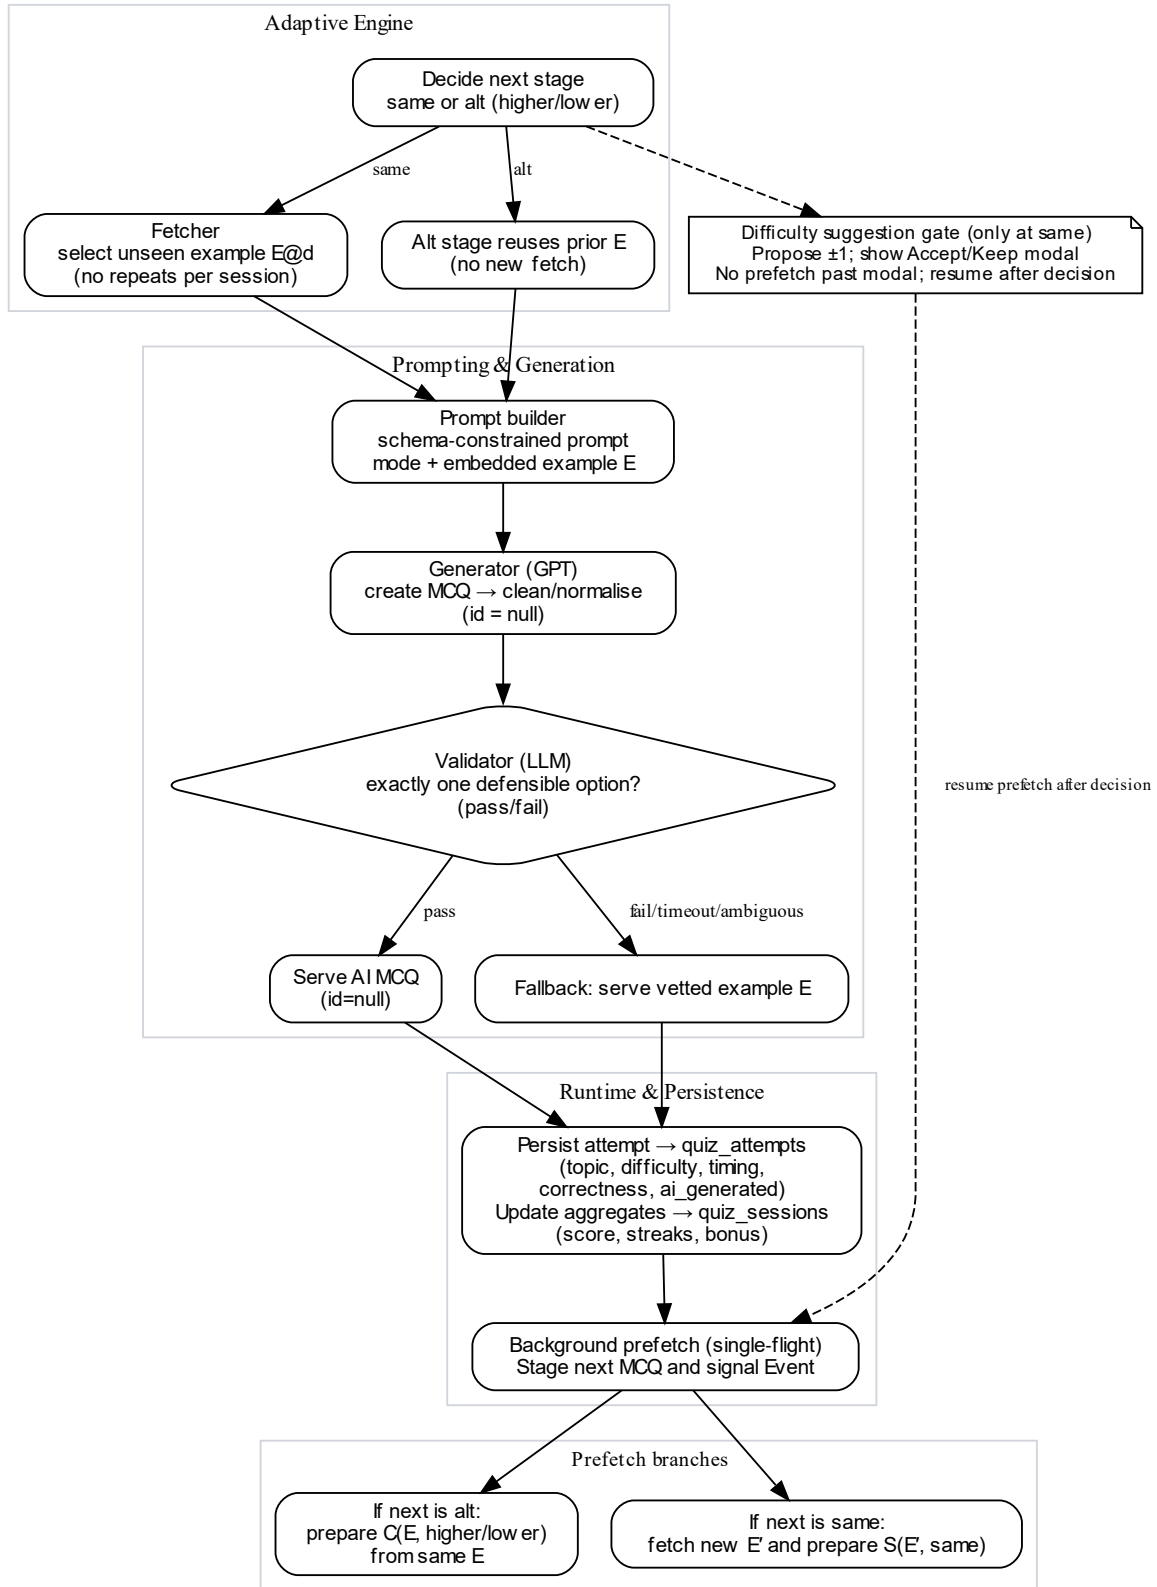 Adaptive Engine
Decide next stage
same or alt (higher/lower)
same
alt
Fetcher
select unseen example E@d
(no repeats per session)
Alt stage reuses prior E
(no new fetch)
Difficulty suggestion gate (only at same)
Propose ±1; show Accept/Keep modal
No prefetch past modal; resume after decision
Prompting & Generation
Prompt builder
schema-constrained prompt
mode + embedded example E
Generator (GPT)
create MCQ → clean/normalise
(id = null)
Validator (LLM)
exactly one defensible option?
(pass/fail)
resume prefetch after decision
pass
fail/timeout/ambiguous
Serve AI MCQ
(id=null)
Fallback: serve vetted example E
Runtime & Persistence
Persist attempt → quiz_attempts
(topic, difficulty, timing,
correctness, ai_generated)
Update aggregates → quiz_sessions
(score, streaks, bonus)
Background prefetch (single-flight)
Stage next MCQ and signal Event
Prefetch branches
If next is alt:
prepare C(E, higher/lower)
from same E
If next is same:
fetch new E′ and prepare S(E′, same)